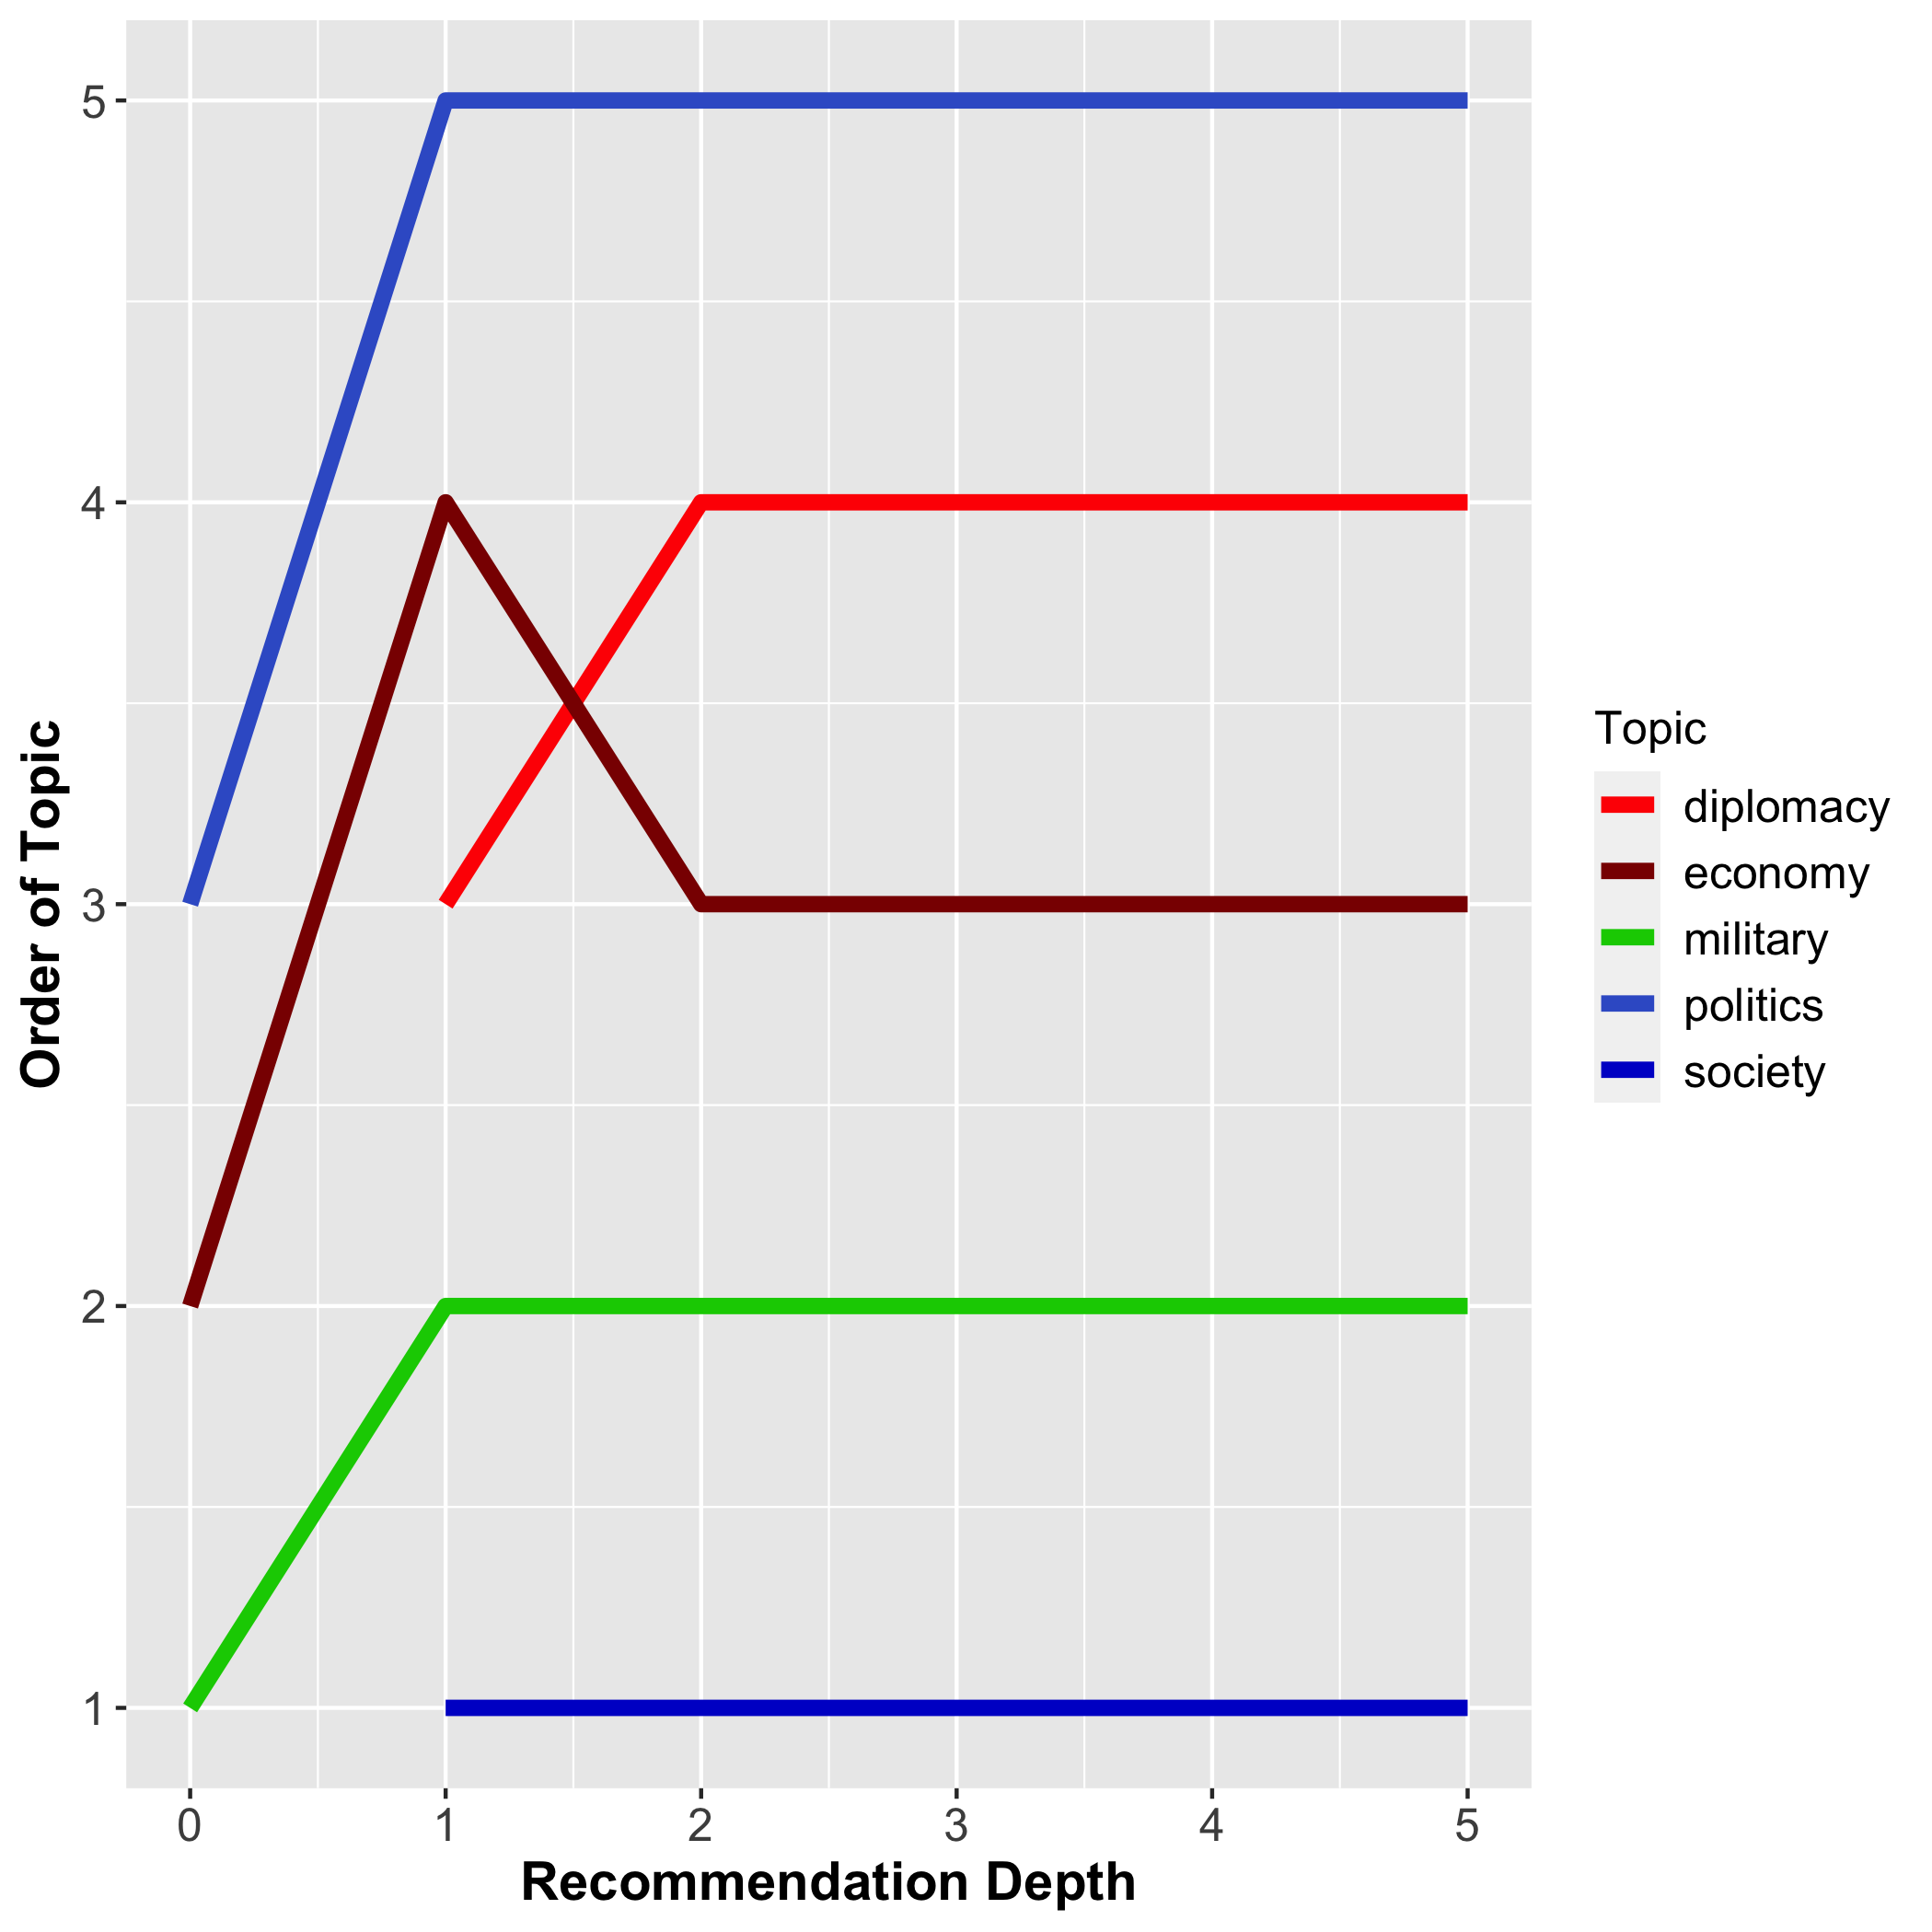 5
4
3
2
1
Order of Topic
0 1 2 3 4 5
Recommendation Depth
Topic
diplomacy
economy
military
politics
society